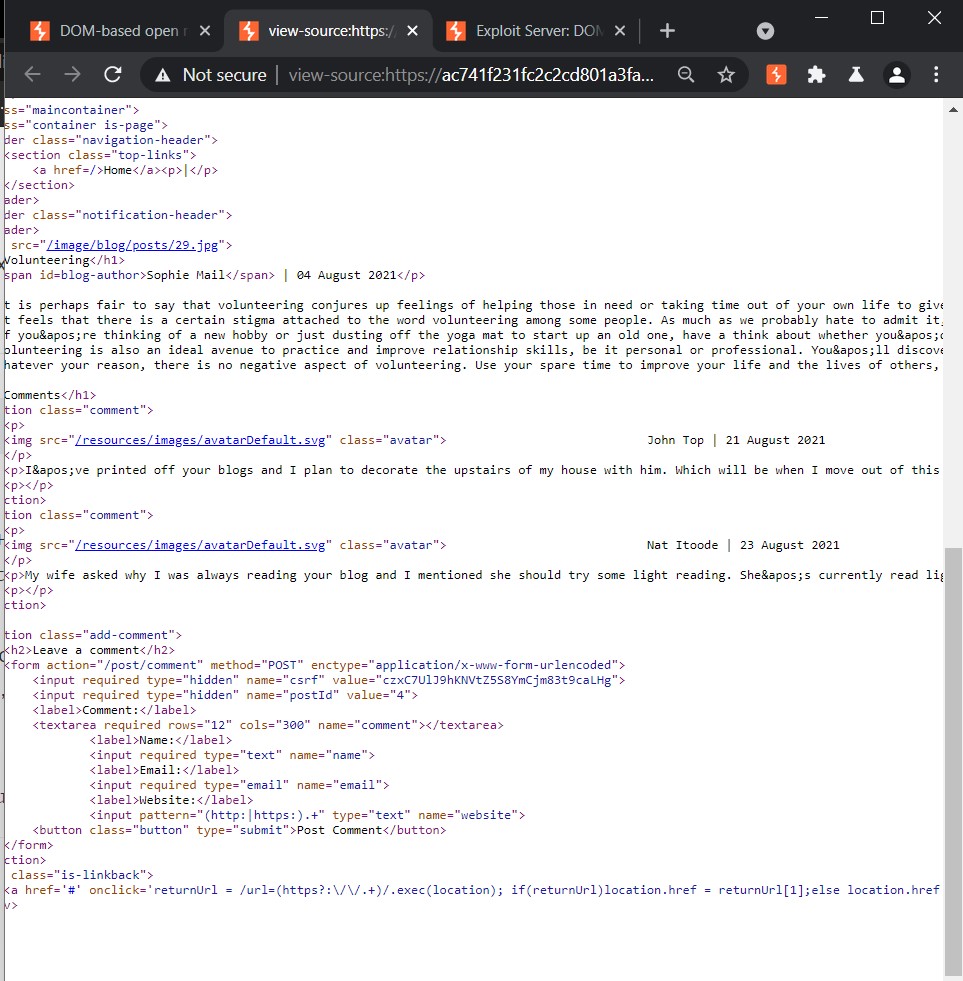 DOM-based open r
view-source:https:/
Exploit Server: DOM
Not secure | view-source:https://ac741f231fc2c2cd801a3fa...
ss="maincontainer">
ss="container is-page">
der class="navigation-header">
<section class="top-links">
<a href=/>Home</a><p>|</p>
</section>
ader>
der class="notification-header">
ader>
src="/image/blog/posts/29.jpg">
Volunteering</h1>
span id=blog-author>Sophie Mail</span> | 04 August 2021</p>
t is perhaps fair to say that volunteering conjures up feelings of helping those in need or taking time out of your own life to give
t feels that there is a certain stigma attached to the word volunteering among some people. As much as we probably hate to admit it,
f you&apos;re thinking of a new hobby or just dusting off the yoga mat to start up an old one, have a think about whether you&apos;c
olunteering is also an ideal avenue to practice and improve relationship skills, be it personal or professional. You&apos;ll discove
hatever your reason, there is no negative aspect of volunteering. Use your spare time to improve your life and the lives of others,
Comments</h1>
tion class="comment">
<p>
<img src="/resources/images/avatarDefault.svg" class="avatar"> John Top | 21 August 2021
</p>
<p>I&apos;ve printed off your blogs and I plan to decorate the upstairs of my house with him. Which will be when I move out of this
<p></p>
ction>
tion class="comment">
<p>
<img src="/resources/images/avatarDefault.svg" class="avatar"> Nat Itoode | 23 August 2021
</p>
<p>My wife asked why I was always reading your blog and I mentioned she should try some light reading. She&apos;s currently read lig
<p></p>
ction>
tion class="add-comment">
<h2>Leave a comment</h2>
<form action="/post/comment" method="POST" enctype="application/x-www-form-urlencoded">
<input required type="hidden" name="csrf" value="czxC7UlJ9hKNVtZ5S8YmCjm83t9caLHg">
<input required type="hidden" name="postId" value="4">
<label>Comment:</label>
<textarea required rows="12" cols="300" name="comment"></textarea>
<label>Name:</label>
<input required type="text" name="name">
<label>Email:</label>
<input required type="email" name="email">
<label>Website:</label>
<input pattern="(http:|https:).+" type="text" name="website">
<button class="button" type="submit">Post Comment</button>
</form>
ction>
class="is-linkback">
<a href='#' onclick='returnUrl = /url=(https?:\/\/.+)/.exec(location); if(returnUrl)location.href = returnUrl[1];else location.href
v>